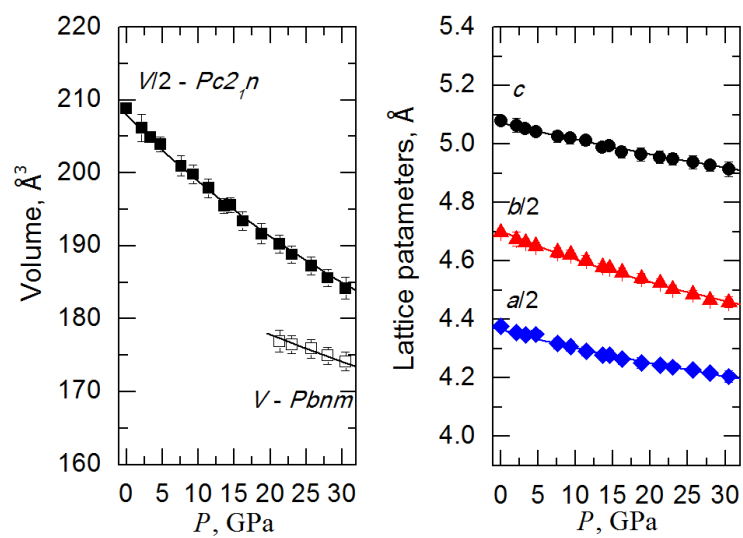 220
210
200
190
180
170
160
Volume, Å³
V/2 - Pc2₁n
V - Pbnm
0 5 10 15 20 25 30
P, GPa
5.4
5.2
5.0
4.8
4.6
4.4
4.2
4.0
Lattice patameters, Å
c
b/2
a/2
0 5 10 15 20 25 30
P, GPa